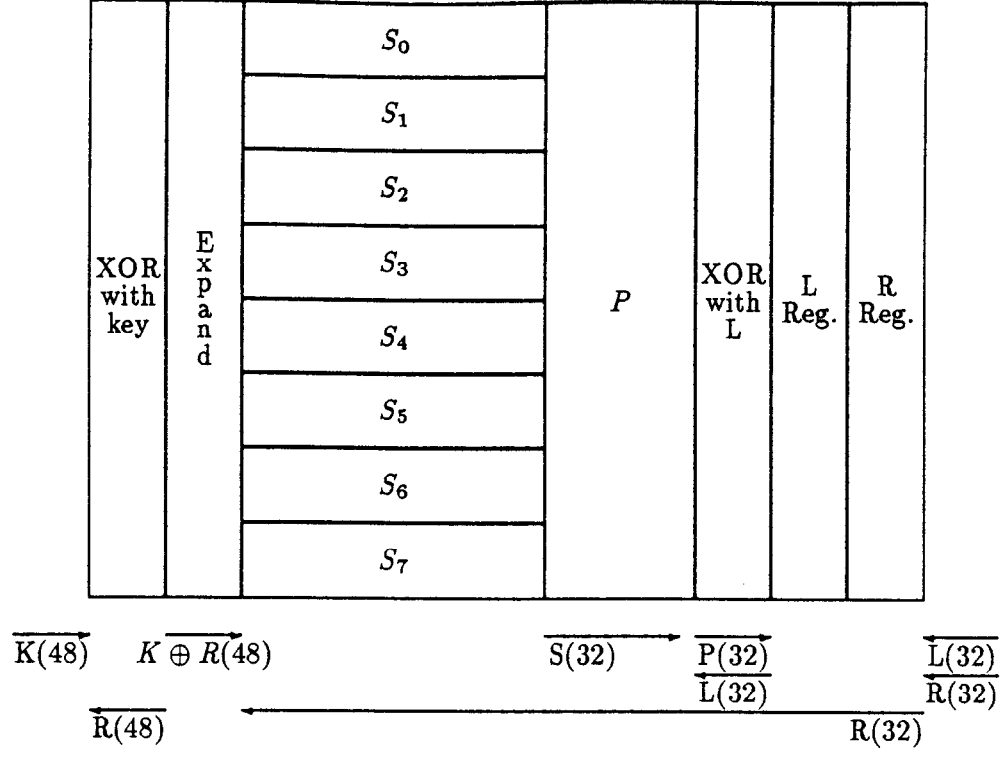 XOR
with
key
E
x
p
a
n
d
S₀
S₁
S₂
S₃
S₄
S₅
S₆
S₇
P
XOR
with
L
L
Reg.
R
Reg.
K(48)
K ⊕ R(48)
S(32)
P(32)
L(32)
L(32)
R(32)
R(48)
R(32)